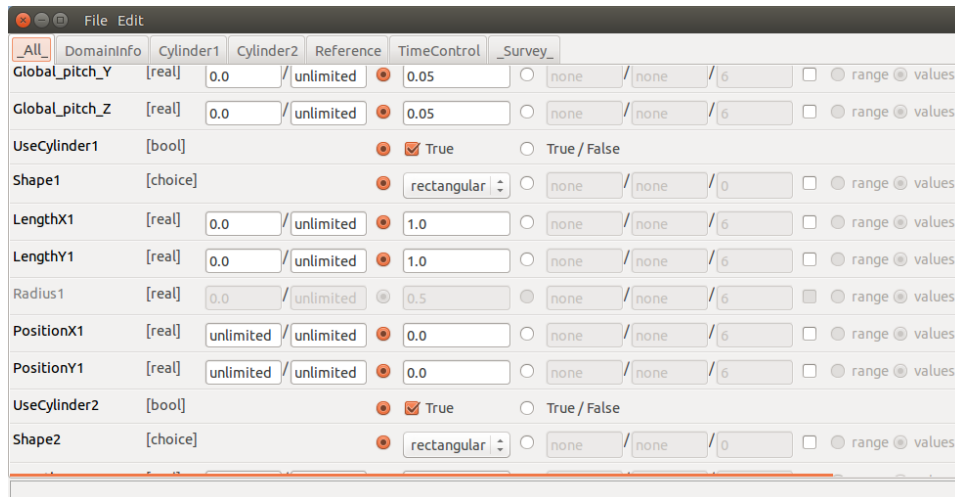 File Edit
_All_ DomainInfo Cylinder1 Cylinder2 Reference TimeControl _Survey_
Global_pitch_Y [real] 0.0 / unlimited 0.05 none / none / 6 range values
Global_pitch_Z [real] 0.0 / unlimited 0.05 none / none / 6 range values
UseCylinder1 [bool] True True / False
Shape1 [choice] rectangular none / none / 0 range values
LengthX1 [real] 0.0 / unlimited 1.0 none / none / 6 range values
LengthY1 [real] 0.0 / unlimited 1.0 none / none / 6 range values
Radius1 [real] 0.0 / unlimited 0.5 none / none / 6 range values
PositionX1 [real] unlimited / unlimited 0.0 none / none / 6 range values
PositionY1 [real] unlimited / unlimited 0.0 none / none / 6 range values
UseCylinder2 [bool] True True / False
Shape2 [choice] rectangular none / none / 0 range values